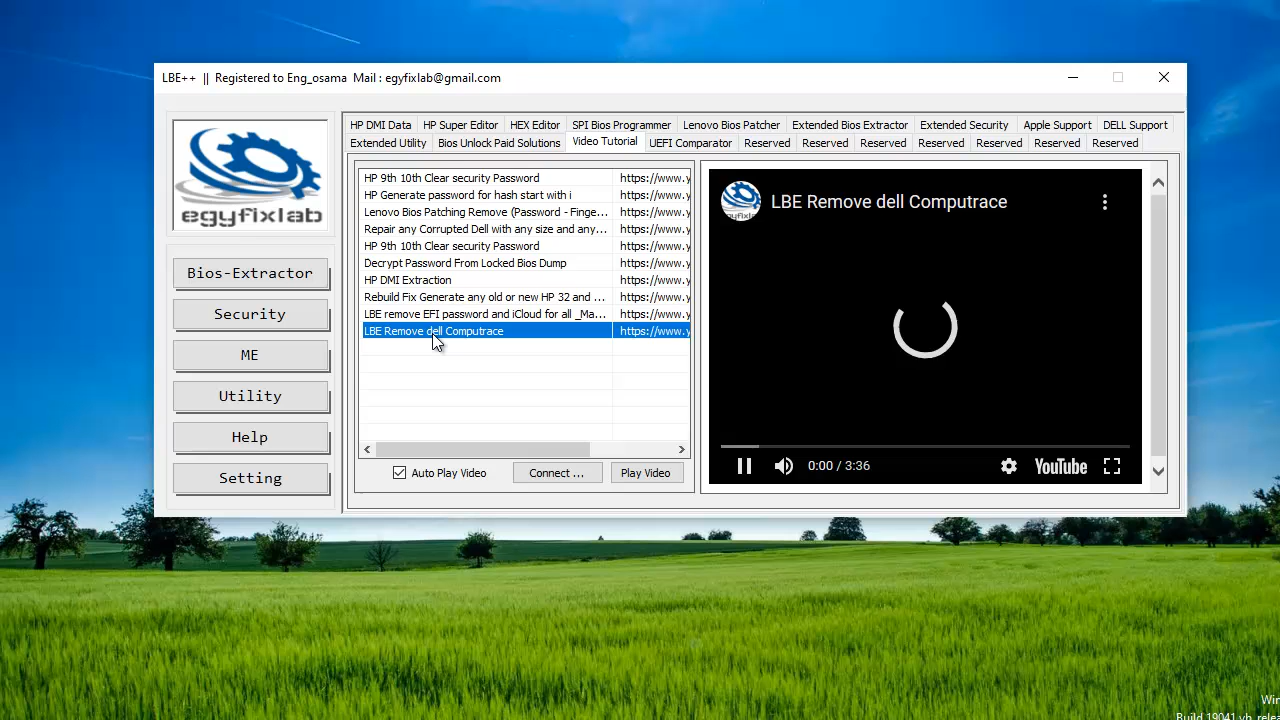 LBE++ || Registered to Eng_osama Mail : egyfixlab@gmail.com
egyfixlab
Bios-Extractor
Security
ME
Utility
Help
Setting
HP DMI Data HP Super Editor HEX Editor SPI Bios Programmer Lenovo Bios Patcher Extended Bios Extractor Extended Security Apple Support DELL Support
Extended Utility Bios Unlock Paid Solutions Video Tutorial UEFI Comparator Reserved Reserved Reserved Reserved Reserved Reserved Reserved
HP 9th 10th Clear security Password https://www.y
HP Generate password for hash start with i https://www.y
Lenovo Bios Patching Remove (Password - Finge... https://www.y
Repair any Corrupted Dell with any size and any... https://www.y
HP 9th 10th Clear security Password https://www.y
Decrypt Password From Locked Bios Dump https://www.y
HP DMI Extraction https://www.y
Rebuild Fix Generate any old or new HP 32 and ... https://www.y
LBE remove EFI password and iCloud for all _Ma... https://www.y
LBE Remove dell Computrace https://www.y
Auto Play Video Connect ... Play Video
egyfixl
LBE Remove dell Computrace
0:00 / 3:36 YouTube
Win
Build 19041.vb_relea